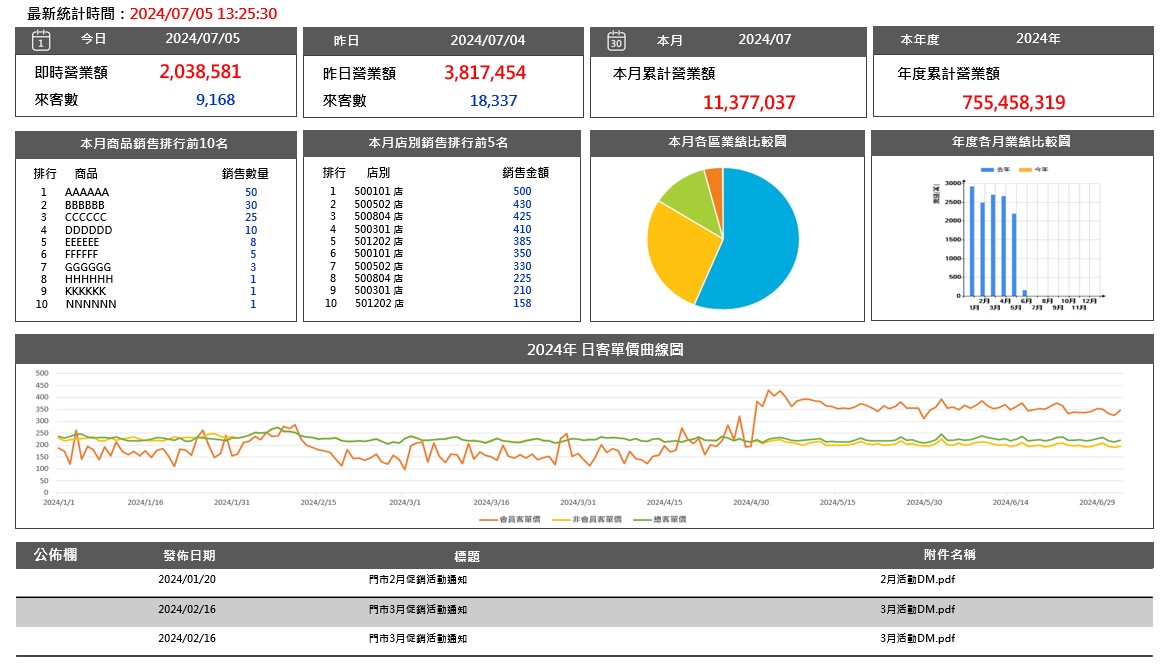 最新統計時間：2024/07/05 13:25:30
1 今日 2024/07/05
即時營業額 2,038,581
來客數 9,168
昨日 2024/07/04
昨日營業額 3,817,454
來客數 18,337
30 本月 2024/07
本月累計營業額
11,377,037
本年度 2024年
年度累計營業額
755,458,319
本月商品銷售排行前10名
排行 商品 銷售數量
1 AAAAAA 50
2 BBBBBB 30
3 CCCCCC 25
4 DDDDDD 10
5 EEEEEE 8
6 FFFFFF 5
7 GGGGGG 3
8 HHHHHH 1
9 KKKKKK 1
10 NNNNNN 1
本月店別銷售排行前5名
排行 店別 銷售金額
1 500101 店 500
2 500502 店 430
3 500804 店 425
4 500301 店 410
5 501202 店 385
6 500101 店 350
7 500502 店 330
8 500804 店 225
9 500301 店 210
10 501202 店 158
本月各區業績比較圖
年度各月業績比較圖
去年 今年
3000
2500
2000
1500
1000
500
0
2月 4月 6月 8月 10月 12月
1月 3月 5月 7月 9月 11月
2024年 日客單價曲線圖
500
450
400
350
300
250
200
150
100
50
0
2024/1/1 2024/1/16 2024/1/31 2024/2/15 2024/3/1 2024/3/16 2024/3/31 2024/4/15 2024/4/30 2024/5/15 2024/5/30 2024/6/14 2024/6/29
會員客單價 非會員客單價 總客單價
公佈欄 發佈日期 標題 附件名稱
2024/01/20 門市2月促銷活動通知 2月活動DM.pdf
2024/02/16 門市3月促銷活動通知 3月活動DM.pdf
2024/02/16 門市3月促銷活動通知 3月活動DM.pdf